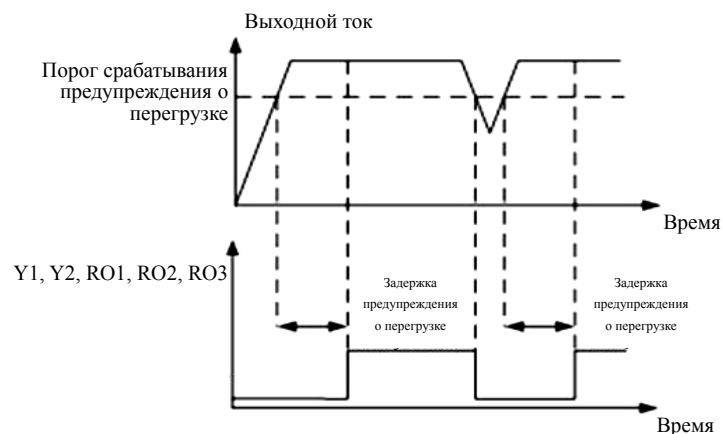 Выходной ток
Порог срабатывания
предупреждения о
перегрузке
Время
Y1, Y2, RO1, RO2, RO3
Задержка
предупреждения
о перегрузке
Задержка
предупреждения
о перегрузке
Время